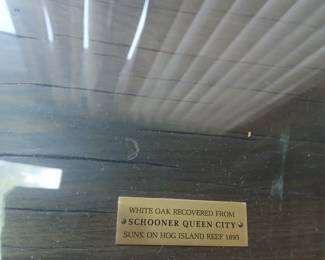 WHITE OAK RECOVERED FROM
SCHOONER QUEEN CITY
SUNK ON HOG ISLAND REEF 1895